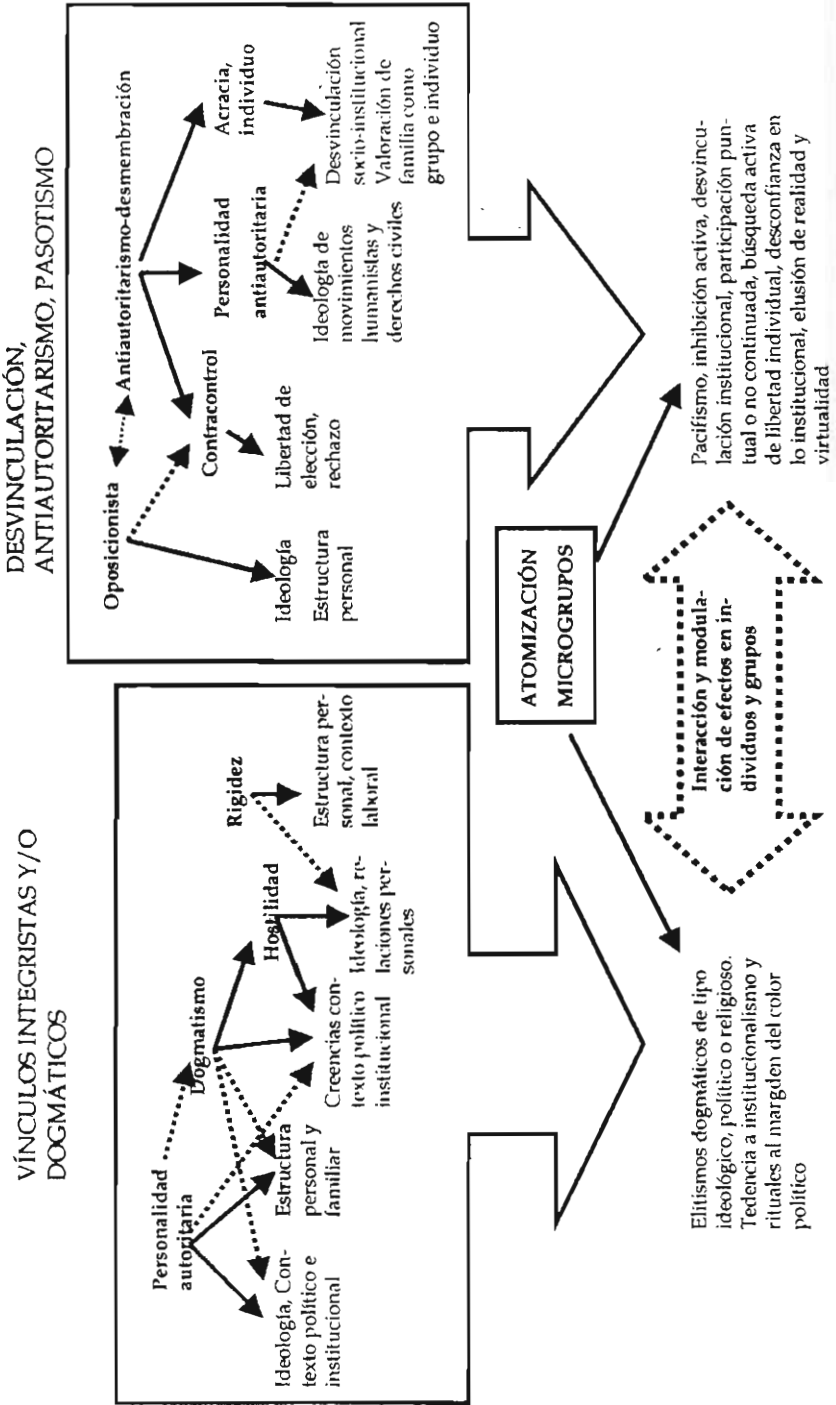 VÍNCULOS INTEGRISTAS Y/O
DOGMÁTICOS
Personalidad
autoritaria
Dogmatismo
Hostilidad
Rigidez
Ideología, Con-
texto político e
institucional
Estructura
personal y
familiar
Creencias con-
texto político
institucional
Ideología, re-
laciones per-
sonales
Estructura per-
sonal, contexto
laboral
DESVINCULACIÓN,
ANTIAUTORITARISMO, PASOTISMO
Oposicionista
Antiautoritarismo-desmembración
Contracontrol
Personalidad
antiautoritaria
Acracia,
individuo
Ideología
Estructura
personal
Libertad de
elección,
rechazo
Ideología de
movimientos
humanistas y
derechos civiles
Desvinculación
socio-institucional
Valoración de
familia como
grupo e individuo
ATOMIZACIÓN
MICROGRUPOS
Elitismos dogmáticos de tipo
ideológico, político o religioso.
Tedencia a institucionalismo y
rituales al margden del color
político
Interacción y modula-
ción de efectos en in-
dividuos y grupos
Pacifismo, inhibición activa, desvincu-
lación institucional, participación pun-
tual o no continuada, búsqueda activa
de libertad individual, desconfianza en
lo institucional, elusión de realidad y
virtualidad